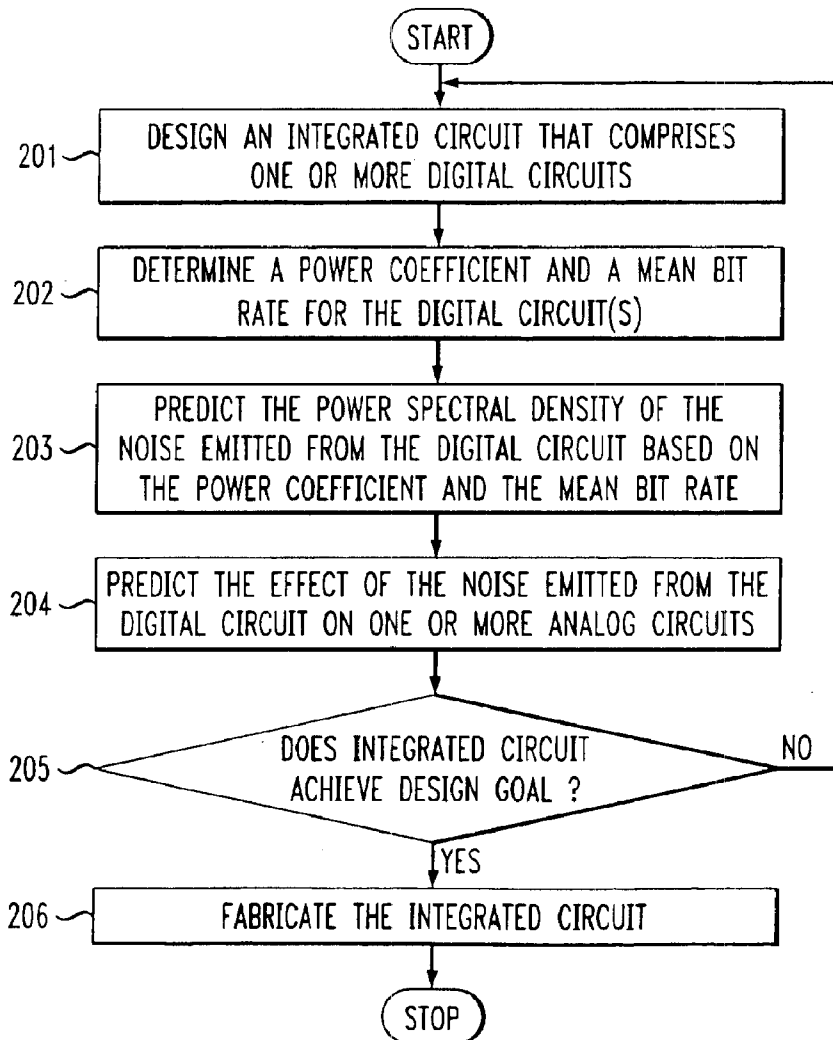 START
201
DESIGN AN INTEGRATED CIRCUIT THAT COMPRISES
ONE OR MORE DIGITAL CIRCUITS
202
DETERMINE A POWER COEFFICIENT AND A MEAN BIT
RATE FOR THE DIGITAL CIRCUIT(S)
203
PREDICT THE POWER SPECTRAL DENSITY OF THE
NOISE EMITTED FROM THE DIGITAL CIRCUIT BASED ON
THE POWER COEFFICIENT AND THE MEAN BIT RATE
204
PREDICT THE EFFECT OF THE NOISE EMITTED FROM THE
DIGITAL CIRCUIT ON ONE OR MORE ANALOG CIRCUITS
205
DOES INTEGRATED CIRCUIT
ACHIEVE DESIGN GOAL ?
NO
YES
206
FABRICATE THE INTEGRATED CIRCUIT
STOP